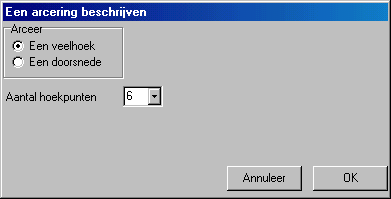 Een arcering beschrijven
Arceer
Een veelhoek
Een doorsnede
Aantal hoekpunten 6
Annuleer OK